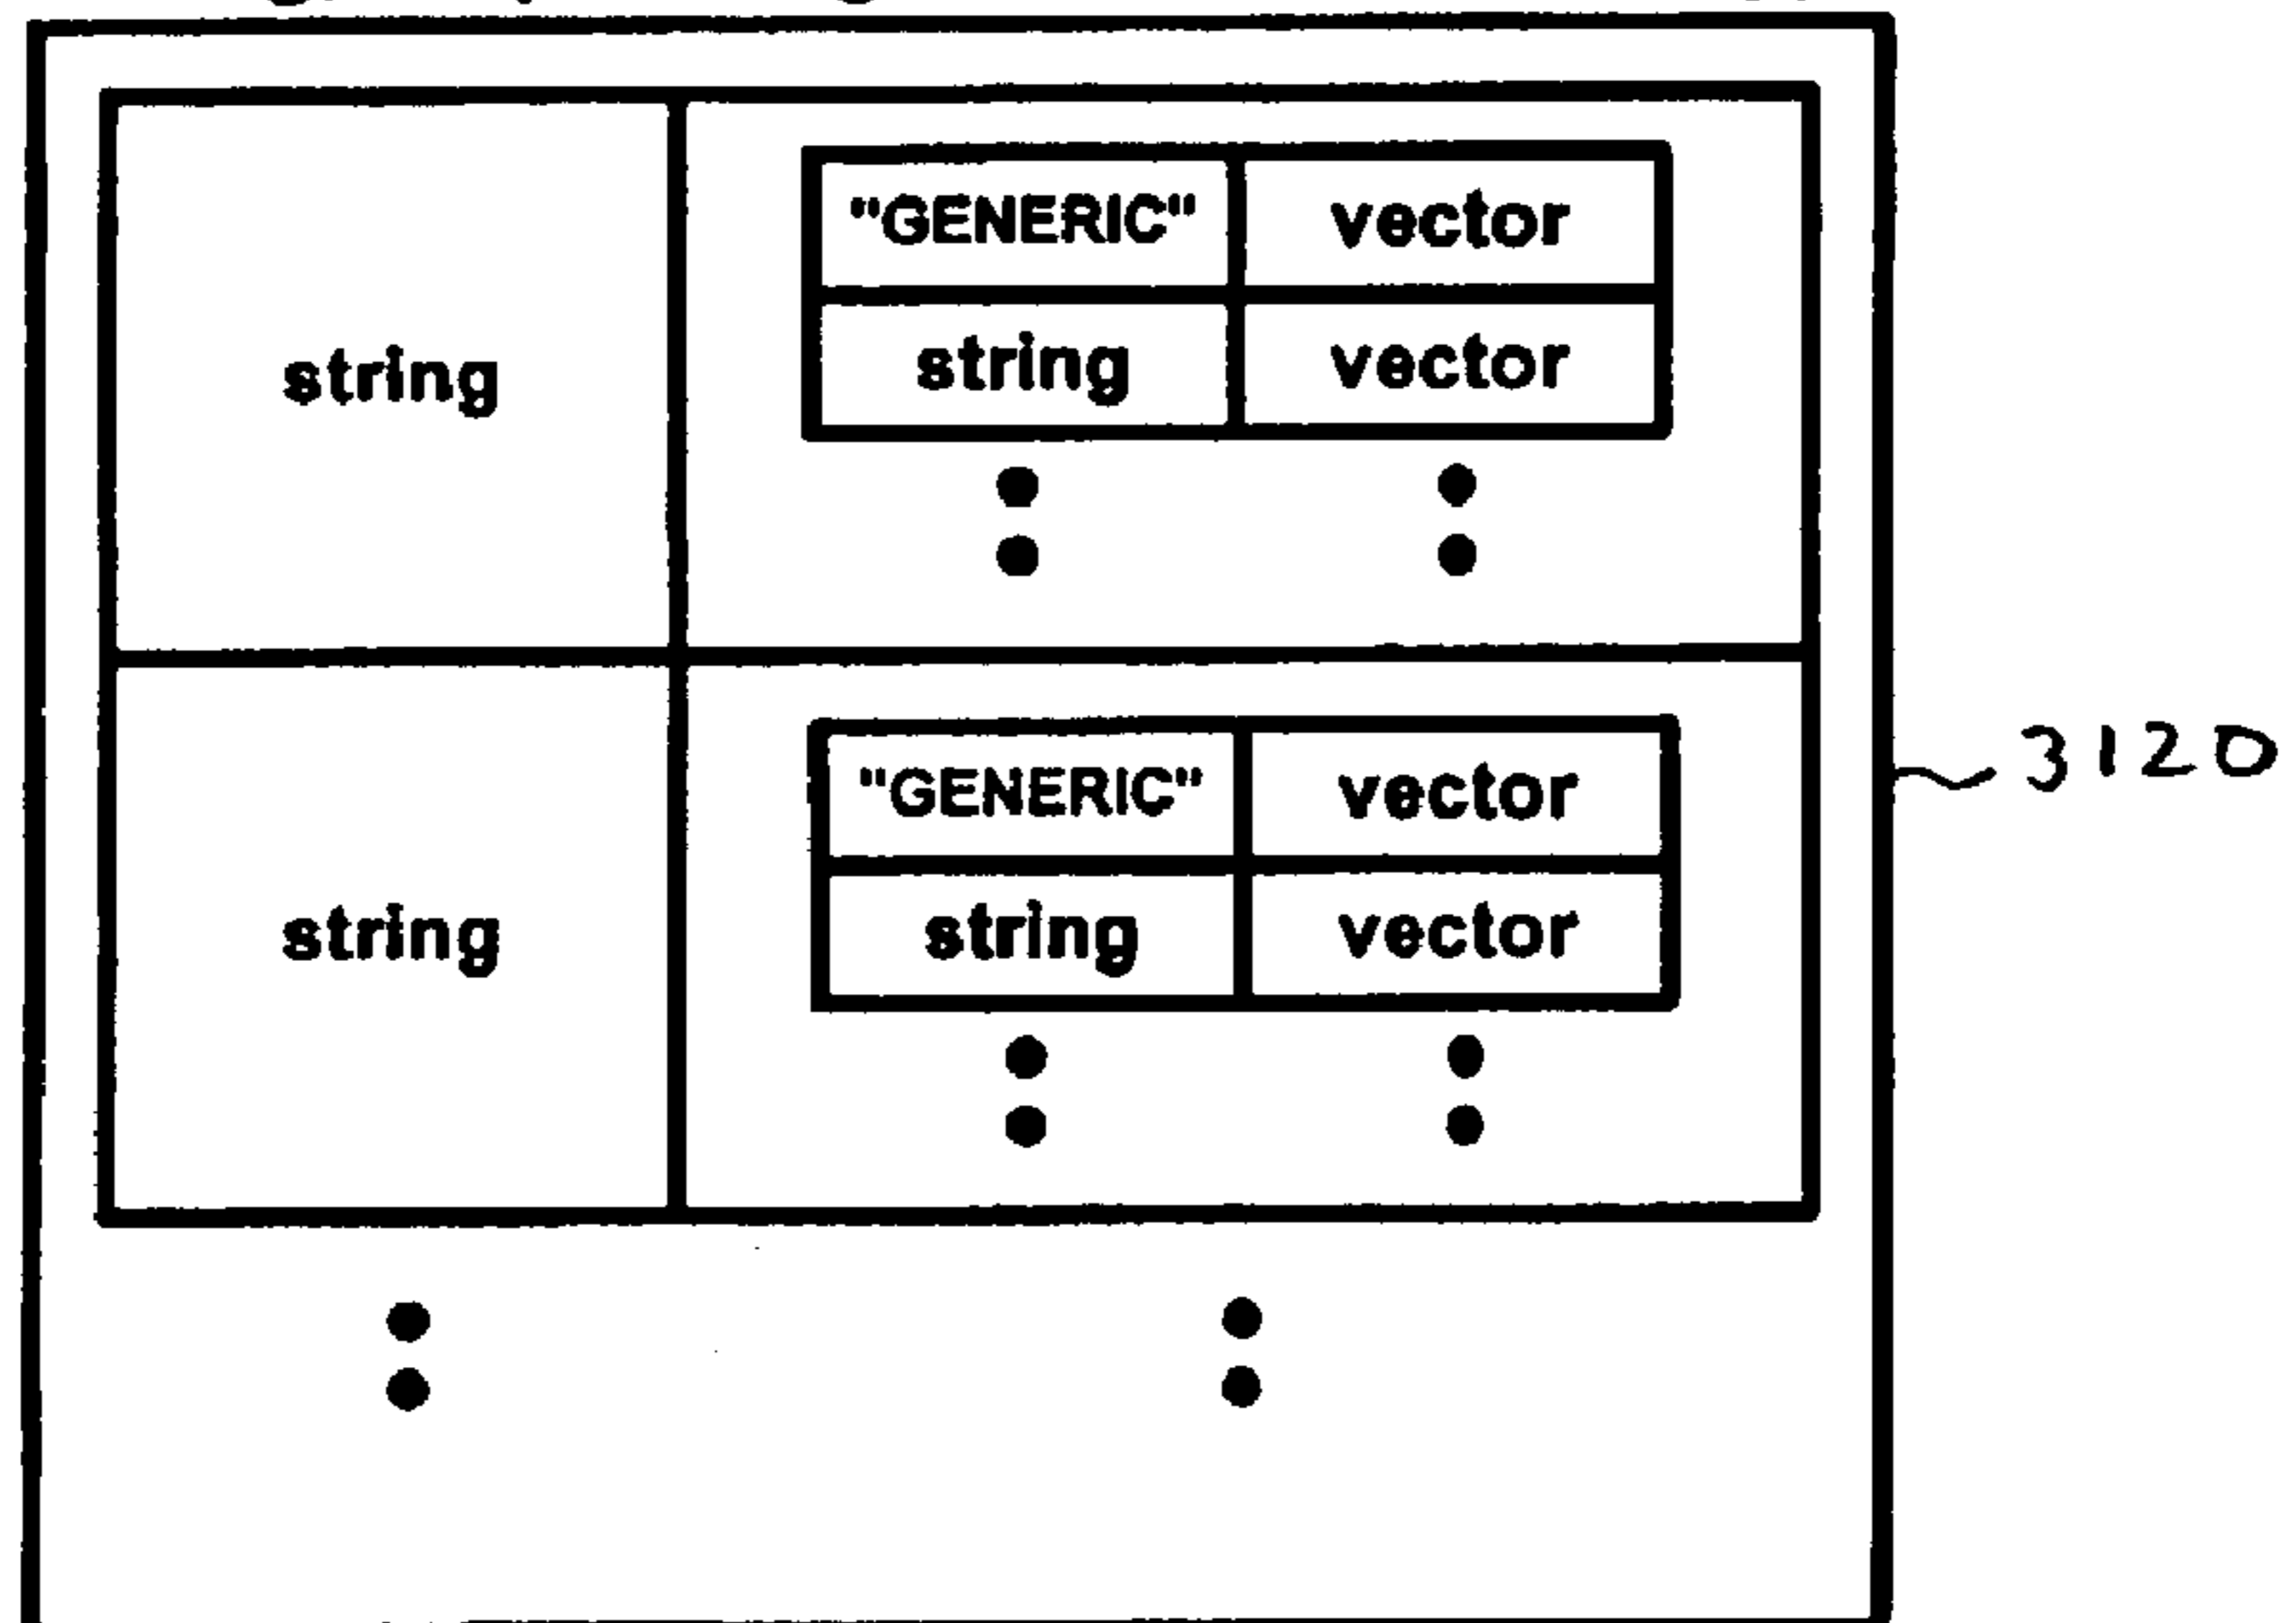 "GENERIC" vector
string
string vector
3120
"GENERIC" vector
string
string vector